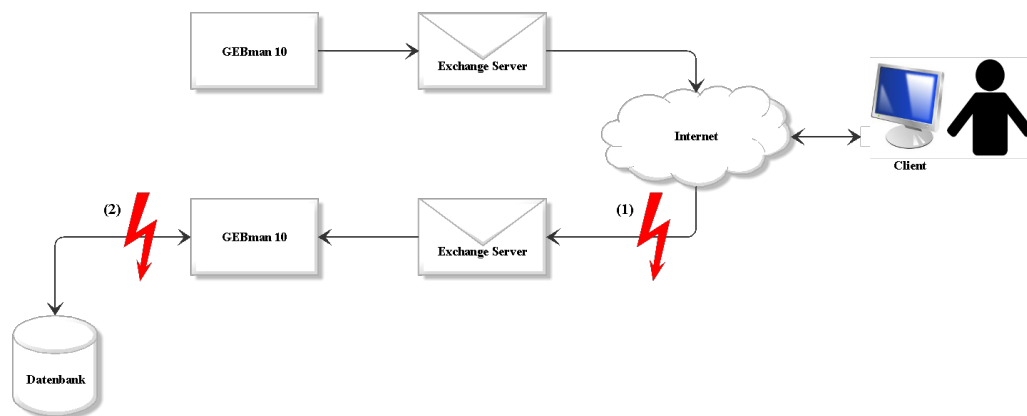 GEBman 10
Exchange Server
Internet
Client
(2)
GEBman 10
Exchange Server
(1)
Datenbank